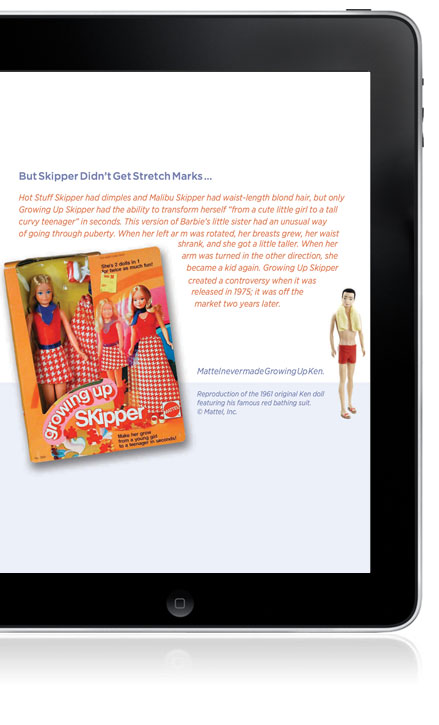 But Skipper Didn't Get Stretch Marks...
Hot Stuff Skipper had dimples and Malibu Skipper had waist-length blond hair, but only
Growing Up Skipper had the ability to transform herself "from a cute little girl to a tall
curvy teenager" in seconds. This version of Barbie's little sister had an unusual way
of going through puberty. When her left ar m was rotated, her breasts grew, her waist
shrank, and she got a little taller. When her
arm was turned in the other direction, she
became a kid again. Growing Up Skipper
created a controversy when it was
released in 1975; it was off the
market two years later.
She's 2 dolls in 1
for twice as much fun!
growing up
Skipper
MATTEL
Make her grow
from a young girl
to a teenager in seconds!
MattelnevermadeGrowingUpKen.
Reproduction of the 1961 original Ken doll
featuring his famous red bathing suit.
© Mattel, Inc.